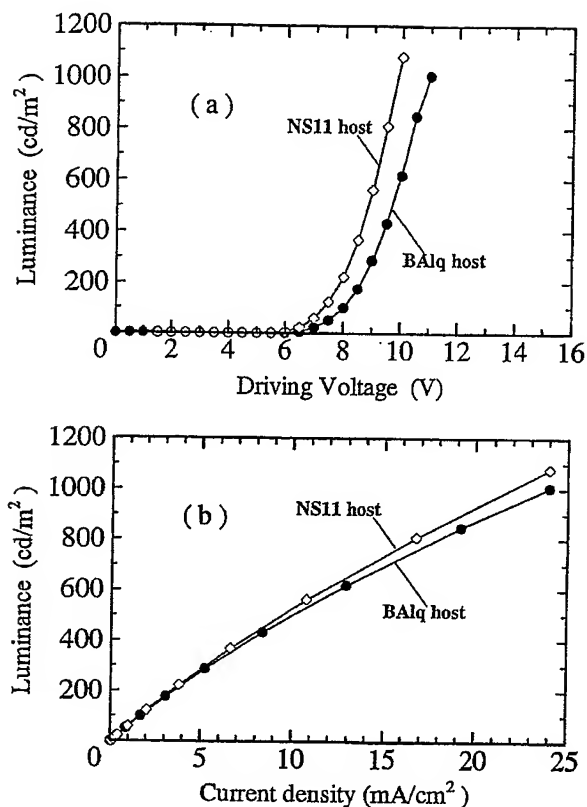 1200
1000
800
600
400
200
0
Luminance (cd/m²)
(a)
NS11 host
BAlq host
0 2 4 6 8 10 12 14 16
Driving Voltage (V)
1200
1000
800
600
400
200
0
Luminance (cd/m²)
(b)
NS11 host
BAlq host
0 5 10 15 20 25
Current density (mA/cm²)